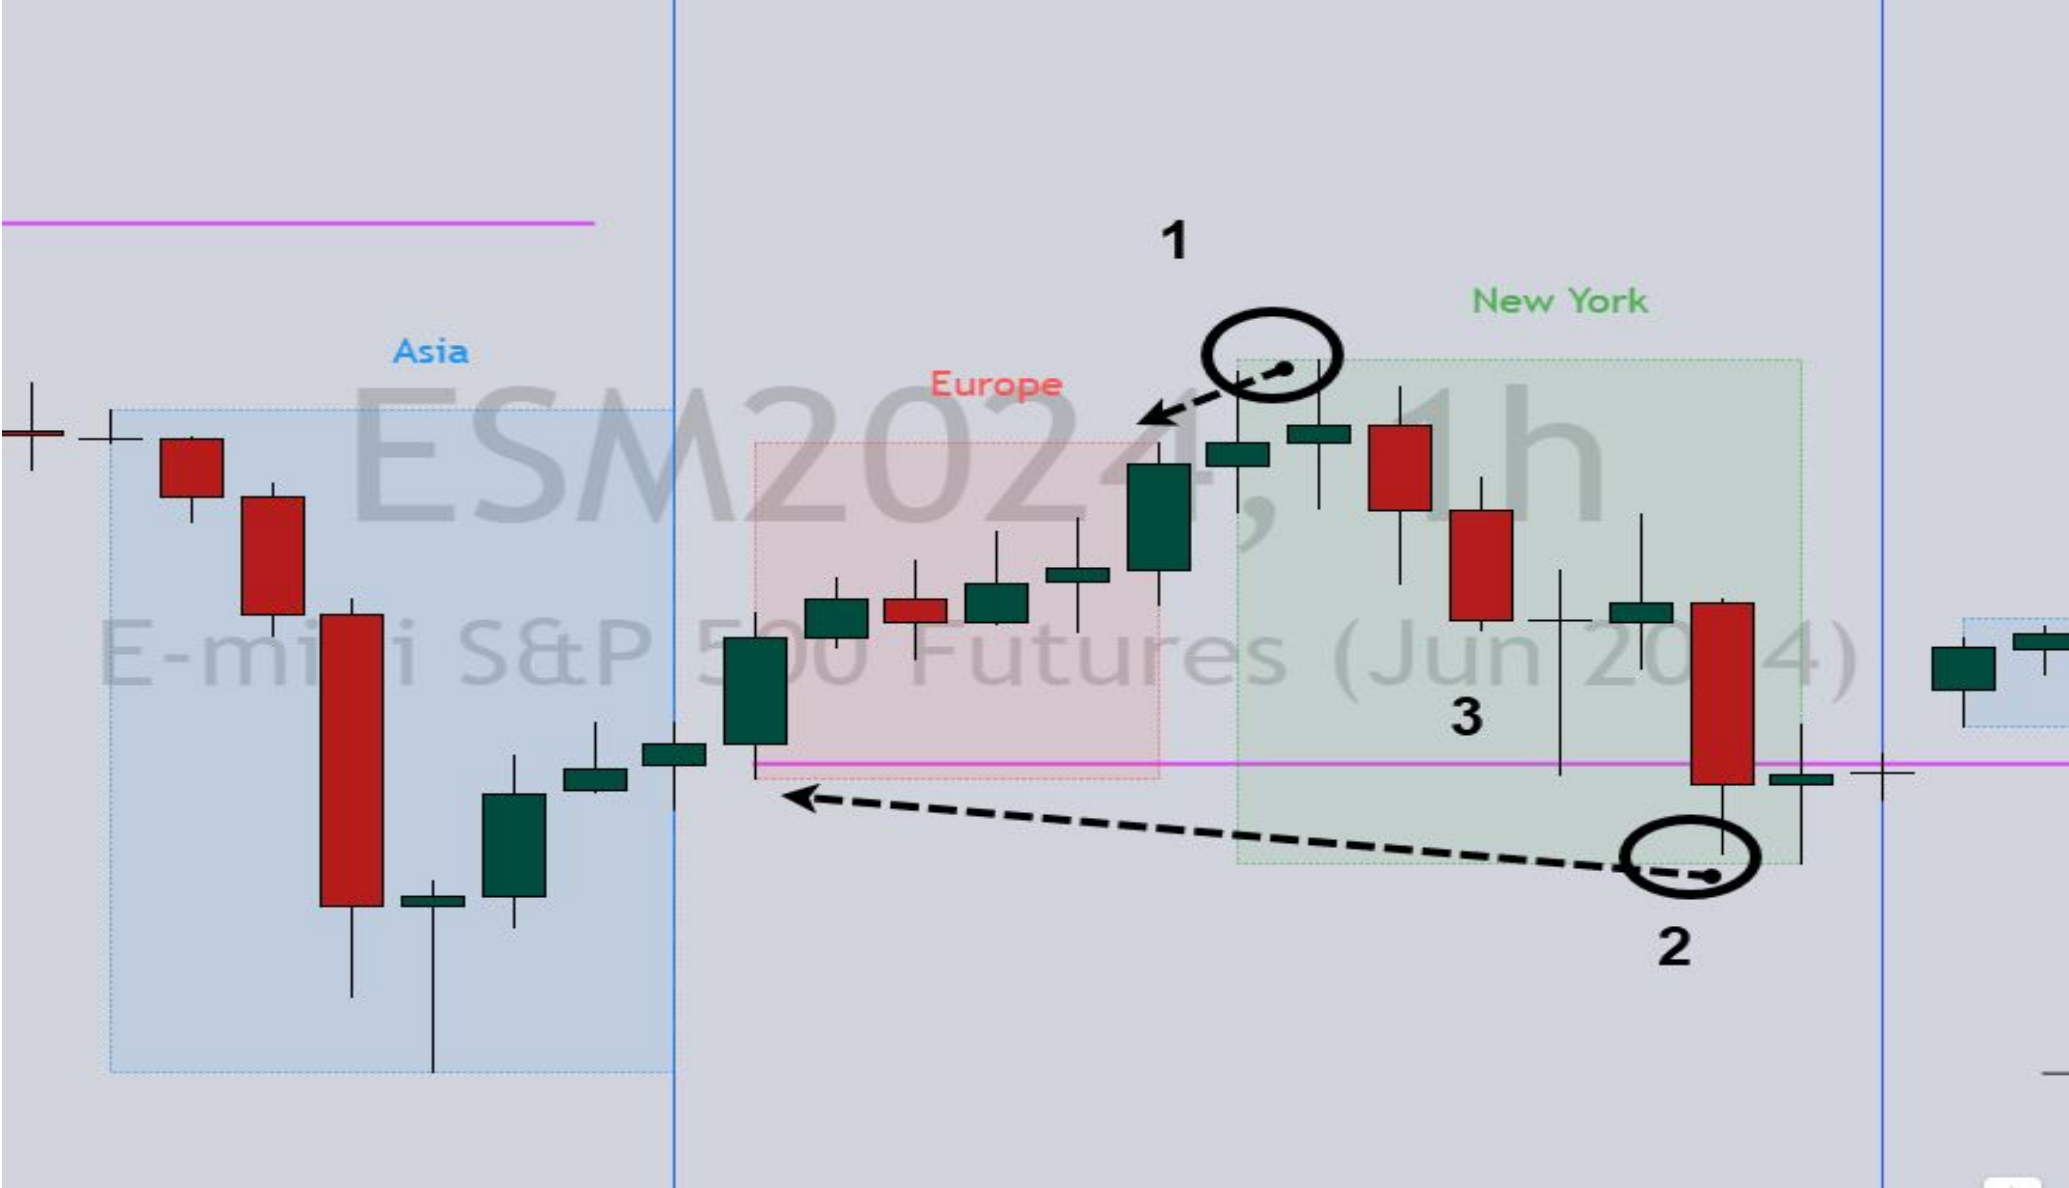 1
New York
Asia
Europe
ESM2024, 1h
E-mini S&P 500 Futures (Jun 2024)
3
2